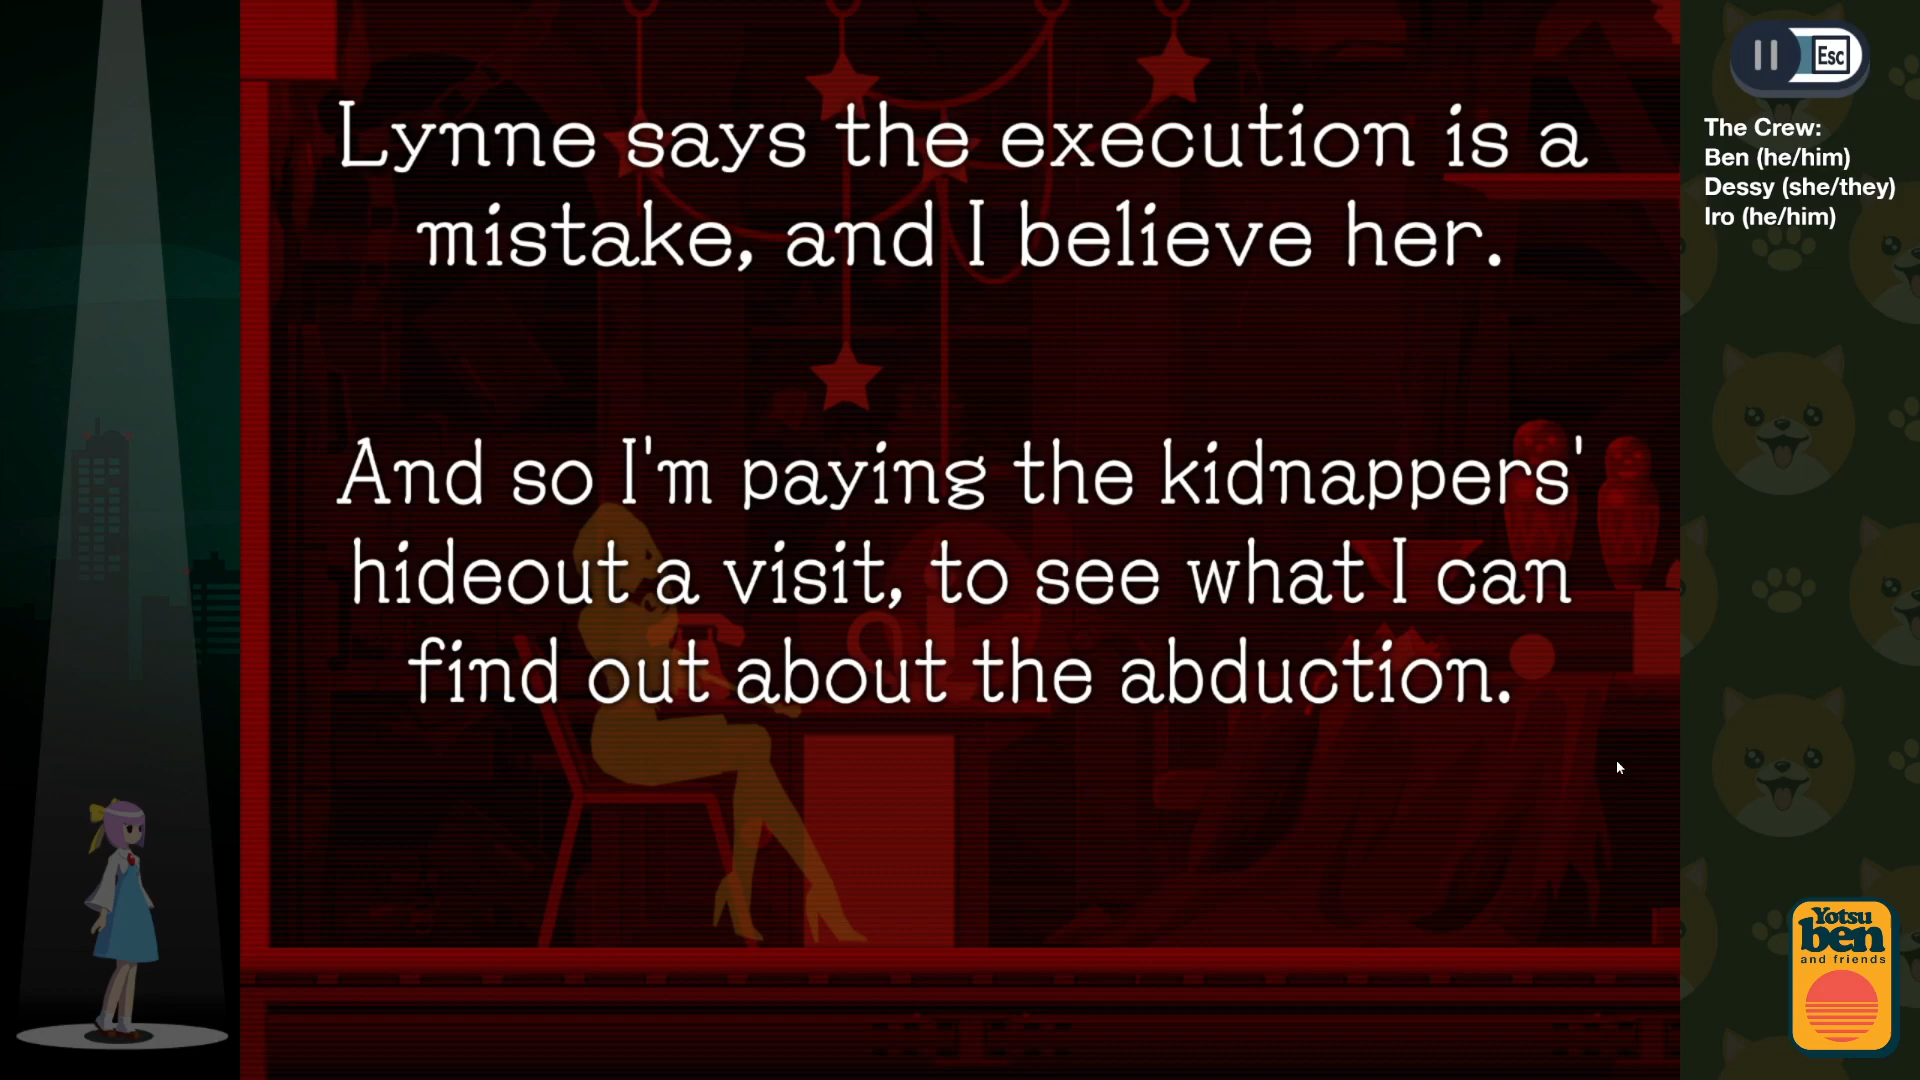 Lynne says the execution is a
mistake, and I believe her.
And so I'm paying the kidnappers'
hideout a visit, to see what I can
find out about the abduction.
Esc
The Crew:
Ben (he/him)
Dessy (she/they)
Iro (he/him)
Yotsu
ben
and friends